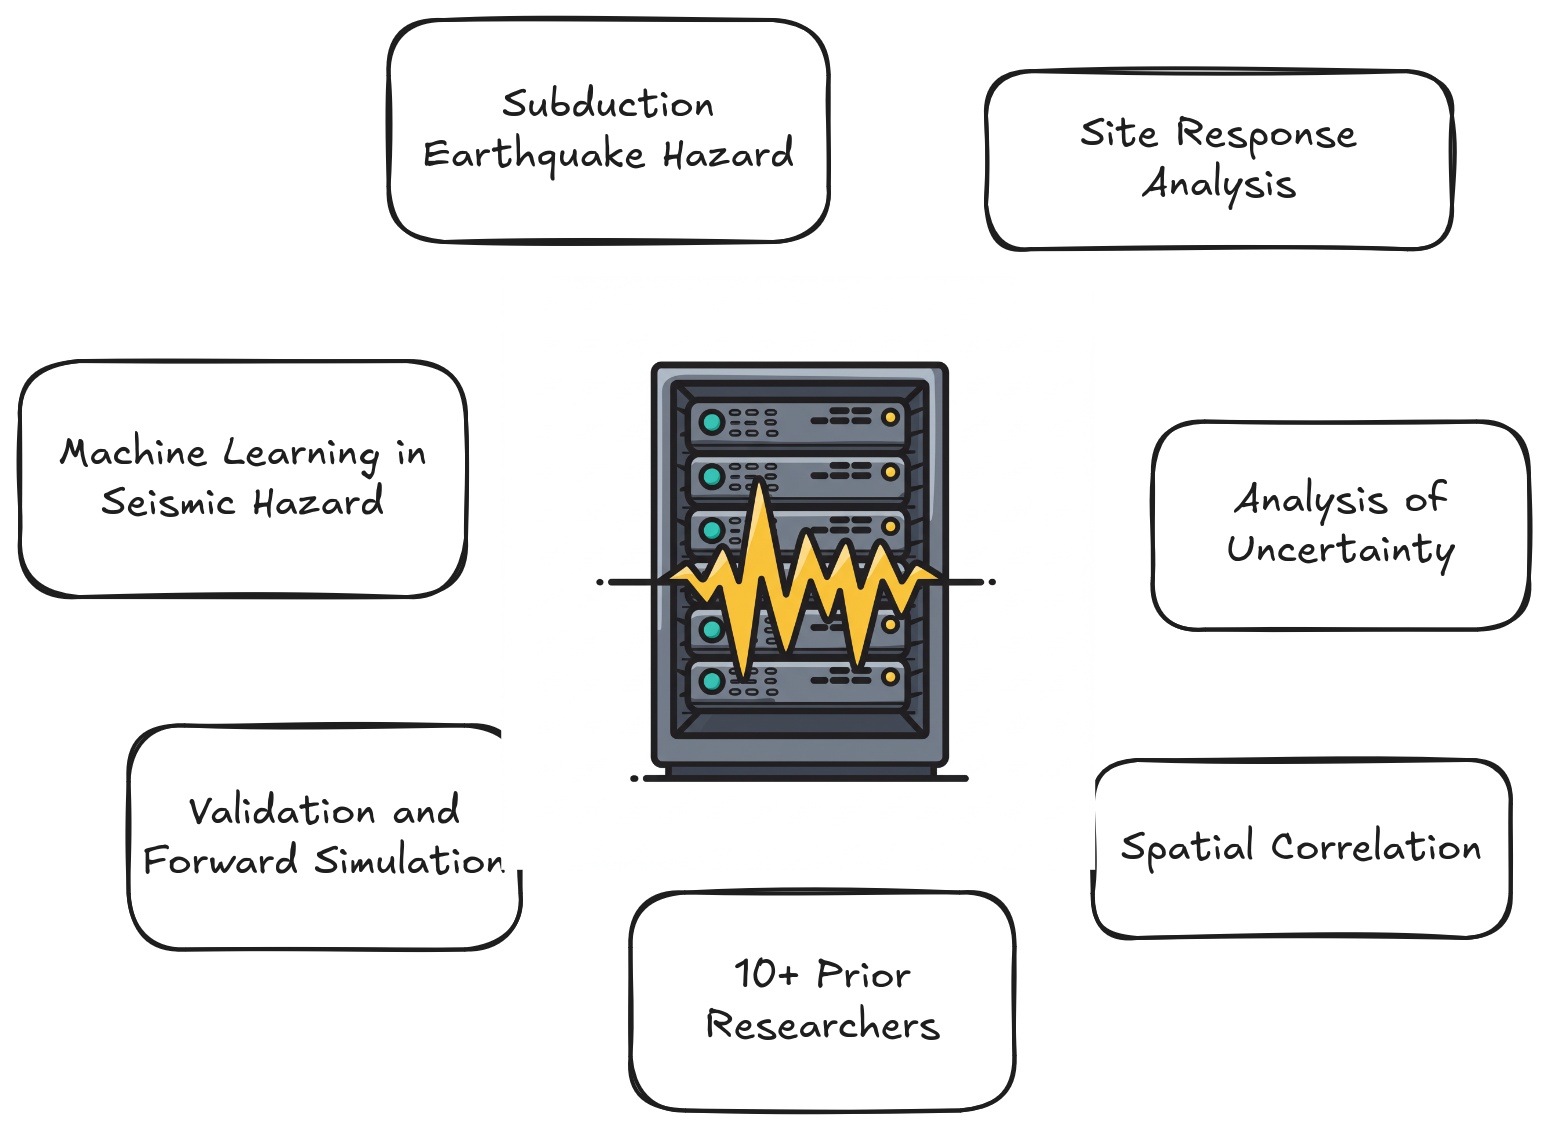 Subduction
Earthquake Hazard
Site Response
Analysis
Machine Learning in
Seismic Hazard
Analysis of
Uncertainty
Validation and
Forward Simulation
Spatial Correlation
10+ Prior
Researchers